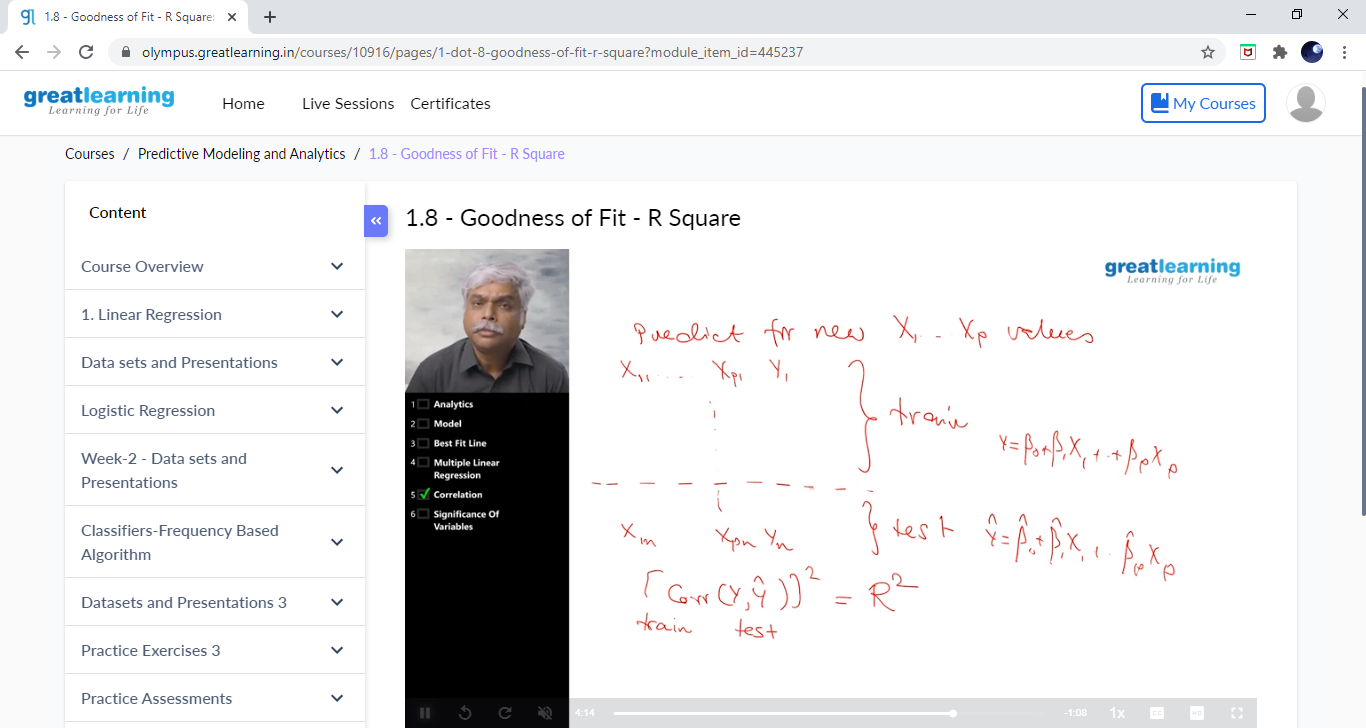 1.8 - Goodness of Fit - R Square:
olympus.greatlearning.in/courses/10916/pages/1-dot-8-goodness-of-fit-r-square?module_item_id=445237
greatlearning
Learning for Life
Home Live Sessions Certificates My Courses
Courses / Predictive Modeling and Analytics / 1.8 - Goodness of Fit - R Square
Content
Course Overview
1. Linear Regression
Data sets and Presentations
Logistic Regression
Week-2 - Data sets and
Presentations
Classifiers-Frequency Based
Algorithm
Datasets and Presentations 3
Practice Exercises 3
Practice Assessments
«
1.8 - Goodness of Fit - R Square
greatlearning
Learning for Life
1 Analytics
2 Model
3 Best Fit Line
4 Multiple Linear
Regression
5 Correlation
6 Significance Of
Variables
Predict for new X₁ .. Xp values
X₁₁ .... Xp₁ Y₁
train
Y=β₀+β₁X₁+..+βpXp
X₁n Xpn Yn
test
Ŷ=β̂₀+β̂₁X₁+..β̂pXp
[Corr(Y,Ŷ)]² = R²
train test
4:14 -1:08 1x CC HD